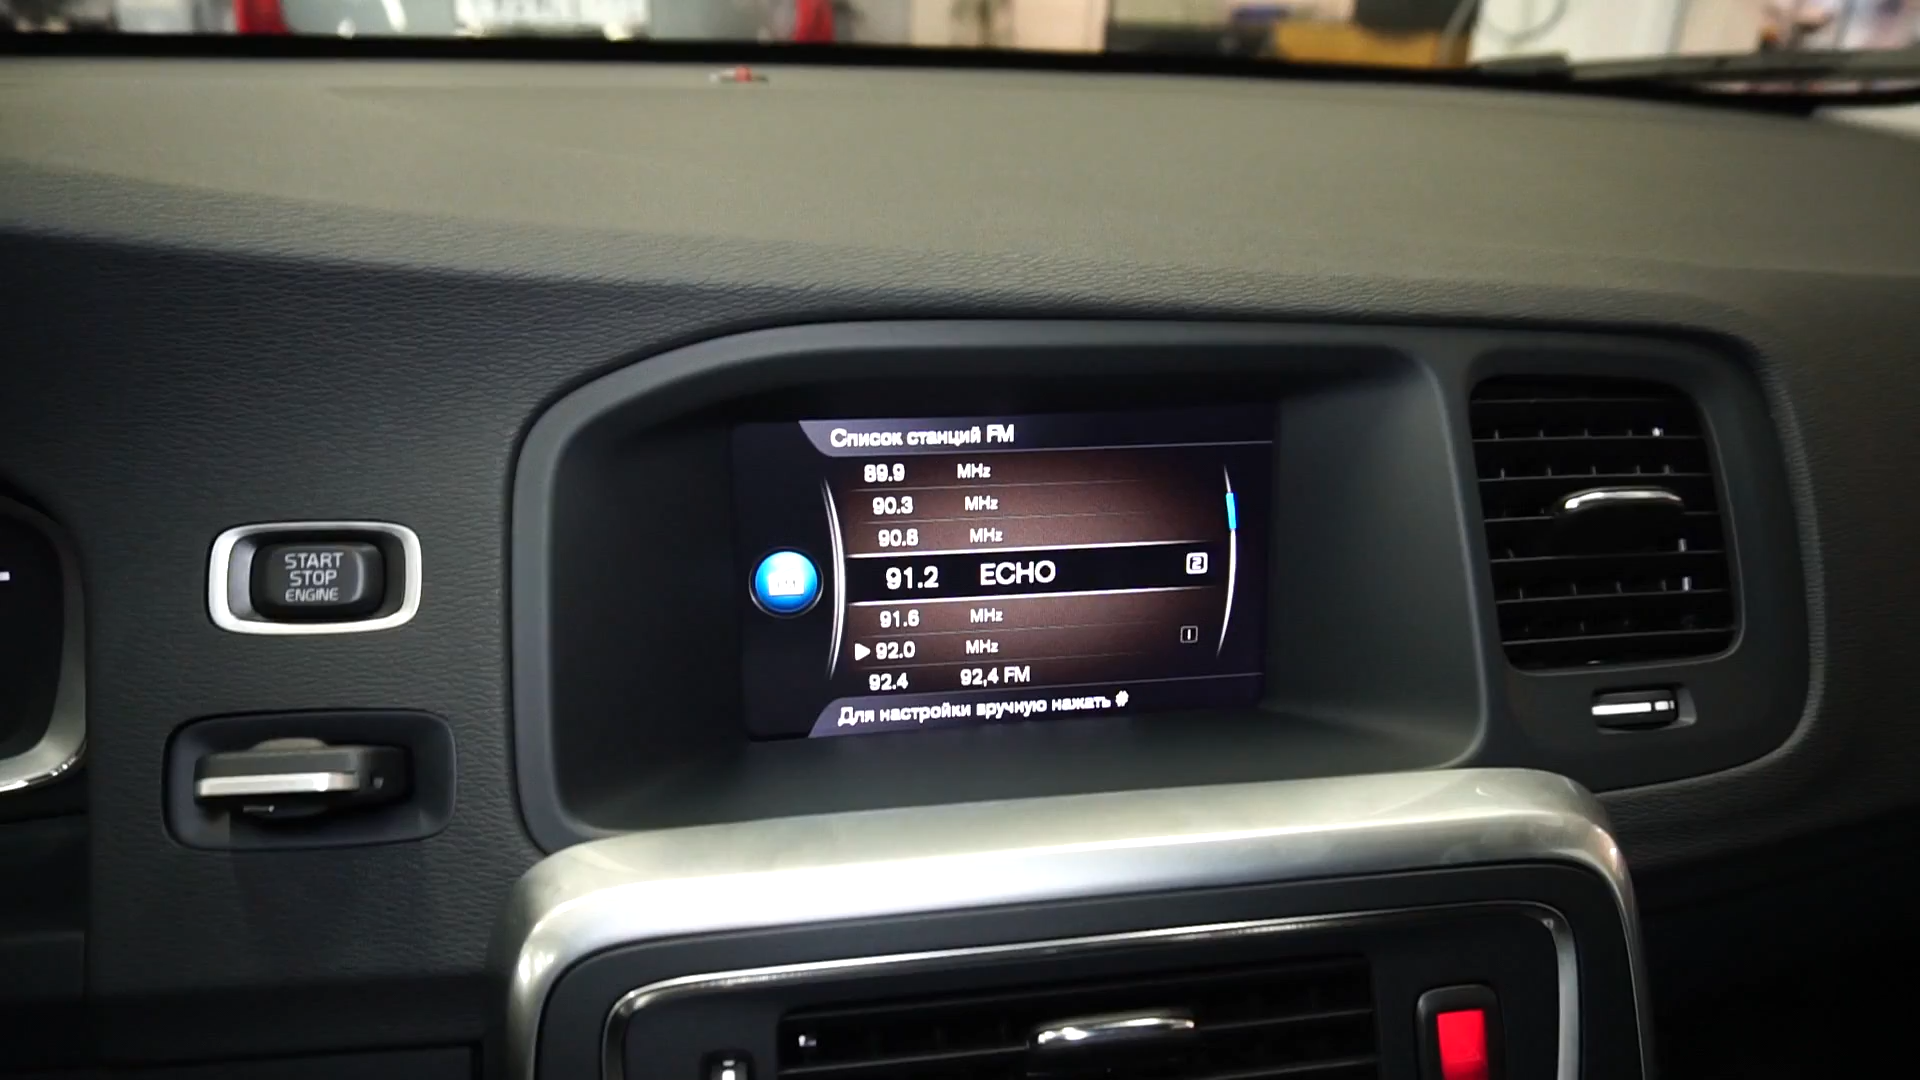 Список станций FM
89.9 MHz
90.3 MHz
90.8 MHz
91.2 ECHO 2
91.6 MHz
92.0 MHz 1
92.4 92,4 FM
Для настройки вручную нажать #
START
STOP
ENGINE